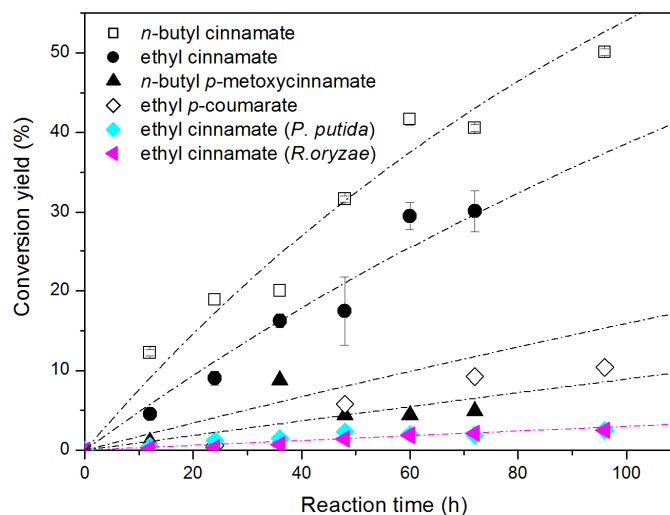 n-butyl cinnamate
ethyl cinnamate
n-butyl p-metoxycinnamate
ethyl p-coumarate
ethyl cinnamate (P. putida)
ethyl cinnamate (R.oryzae)
Conversion yield (%)
50
40
30
20
10
0
0 20 40 60 80 100
Reaction time (h)